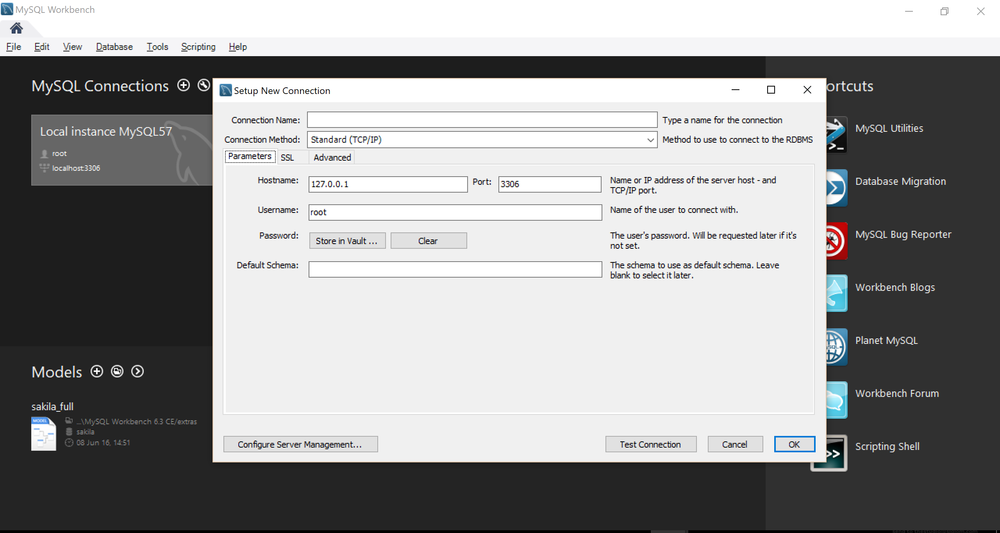 MySQL Workbench
File Edit View Database Tools Scripting Help
MySQL Connections
Local instance MySQL57
root
localhost:3306
Models
sakila_full
MODEL
...\MySQL Workbench 6.3 CE/extras
sakila
08 Jun 16, 14:51
Setup New Connection
Connection Name: Type a name for the connection
Connection Method: Standard (TCP/IP) Method to use to connect to the RDBMS
Parameters SSL Advanced
Hostname: 127.0.0.1 Port: 3306 Name or IP address of the server host - and
TCP/IP port.
Username: root Name of the user to connect with.
Password: Store in Vault ... Clear The user's password. Will be requested later if it's
not set.
Default Schema: The schema to use as default schema. Leave
blank to select it later.
Configure Server Management... Test Connection Cancel OK
ortcuts
MySQL Utilities
Database Migration
MySQL Bug Reporter
Workbench Blogs
Planet MySQL
Workbench Forum
Scripting Shell